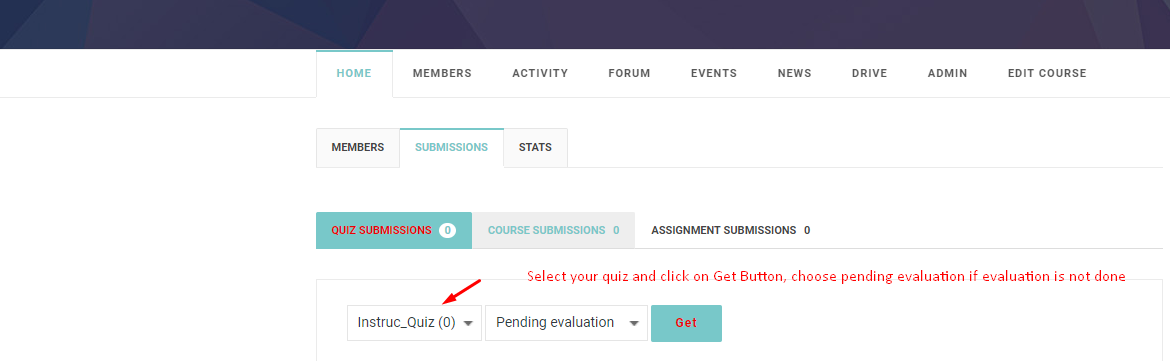 HOME MEMBERS ACTIVITY FORUM EVENTS NEWS DRIVE ADMIN EDIT COURSE
MEMBERS SUBMISSIONS STATS
QUIZ SUBMISSIONS 0 COURSE SUBMISSIONS 0 ASSIGNMENT SUBMISSIONS 0
Select your quiz and click on Get Button, choose pending evaluation if evaluation is not done
Instruc_Quiz (0) Pending evaluation Get